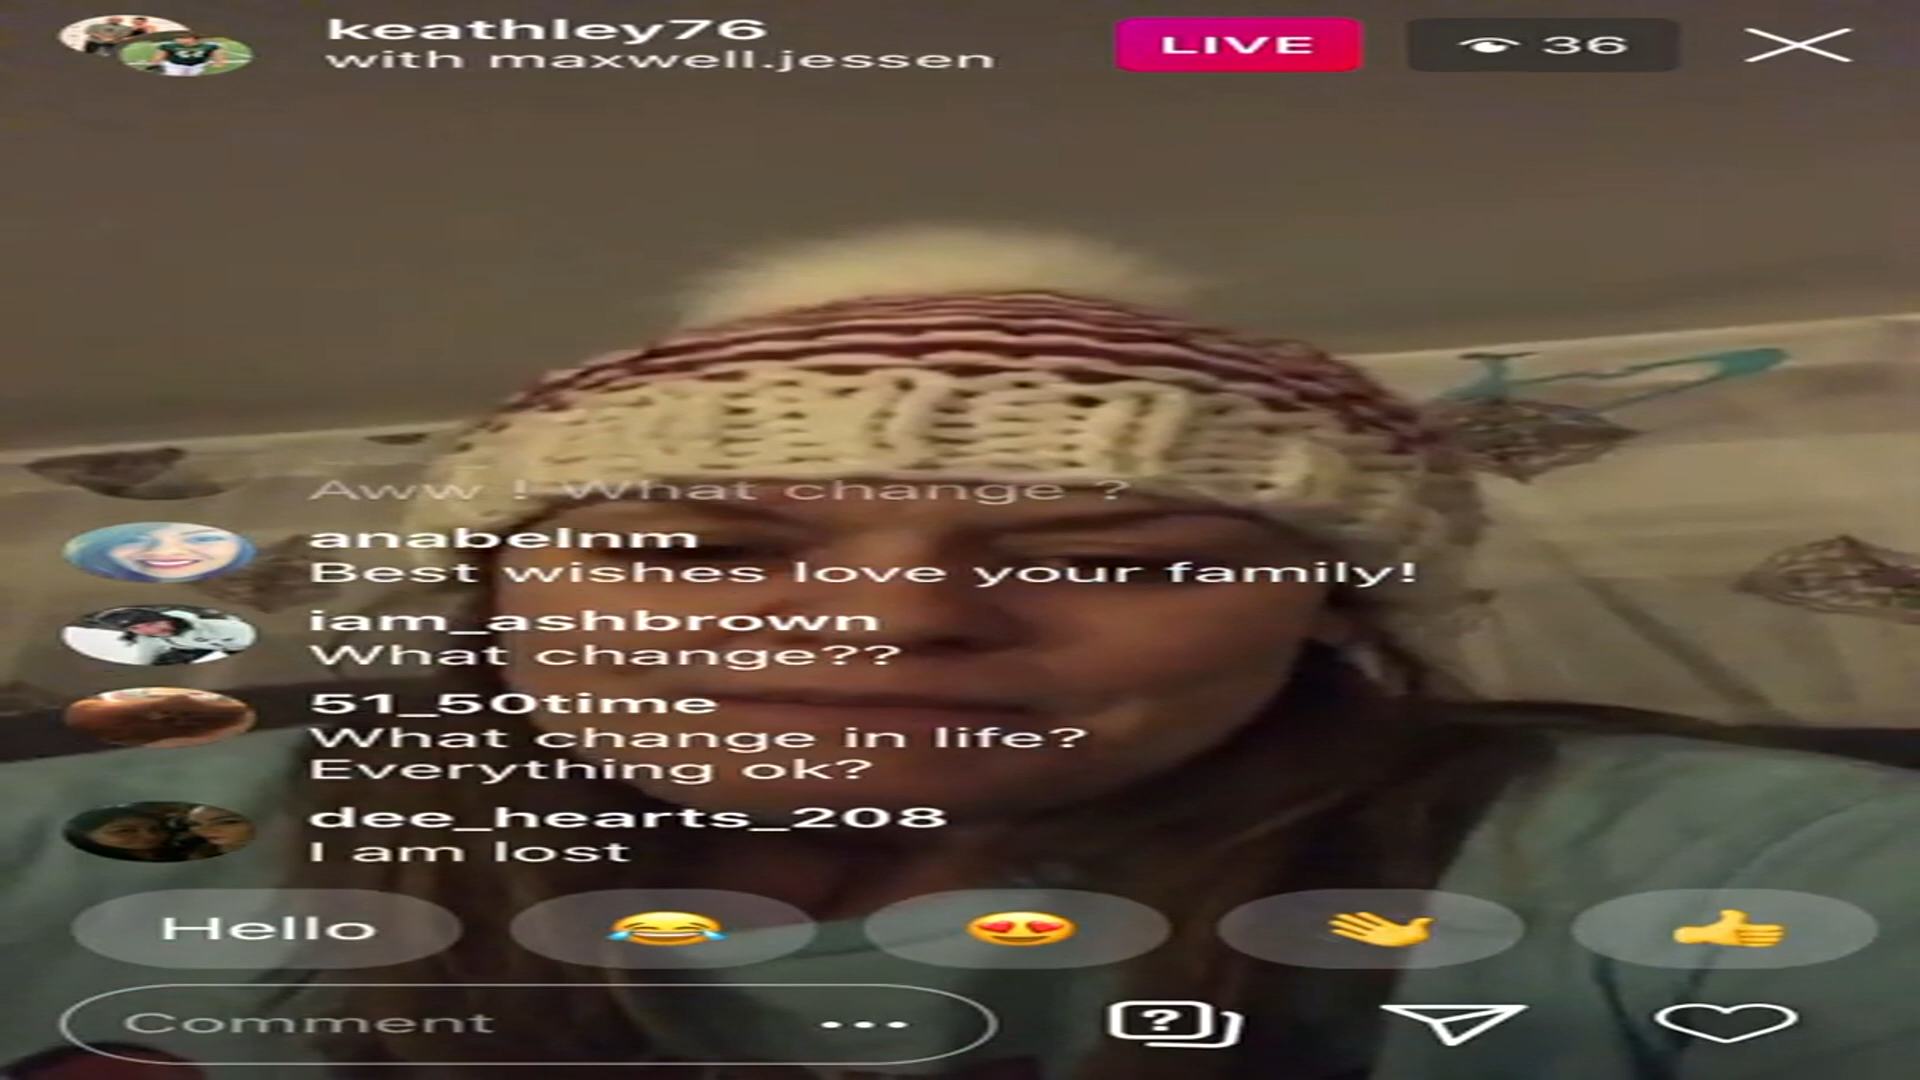 keathley76
with maxwell.jessen
LIVE
36
Aww ! What change ?
anabelnm
Best wishes love your family!
iam_ashbrown
What change??
51_50time
What change in life?
Everything ok?
dee_hearts_208
I am lost
Hello
Comment